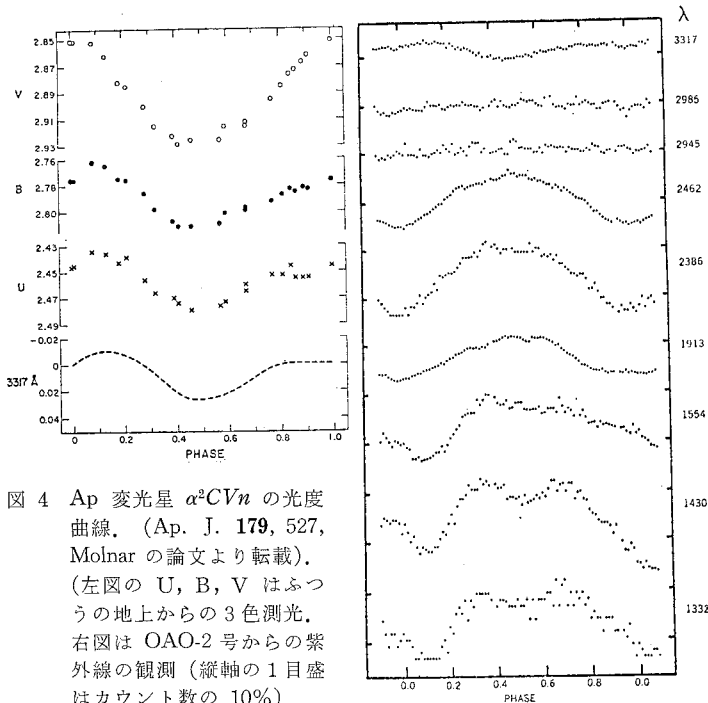 2.85
2.87
V 2.89
2.91
2.93
2.76
B 2.78
2.80
2.43
U 2.45
2.47
2.49
-0.02
3317 Å 0
0.02
0.04
0 0.2 0.4 0.6 0.8 1.0
PHASE
λ
3317
2985
2945
2462
2386
1913
1554
1430
1332
0.0 0.2 0.4 0.6 0.8 0.0
PHASE
図 4 Ap 変光星 α²CVn の光度
曲線. (Ap. J. 179, 527,
Molnar の論文より転載).
(左図の U, B, V はふつ
うの地上からの3色測光.
右図は OAO-2 号からの紫
外線の観測 (縦軸の1目盛
はカウント数の 10%)